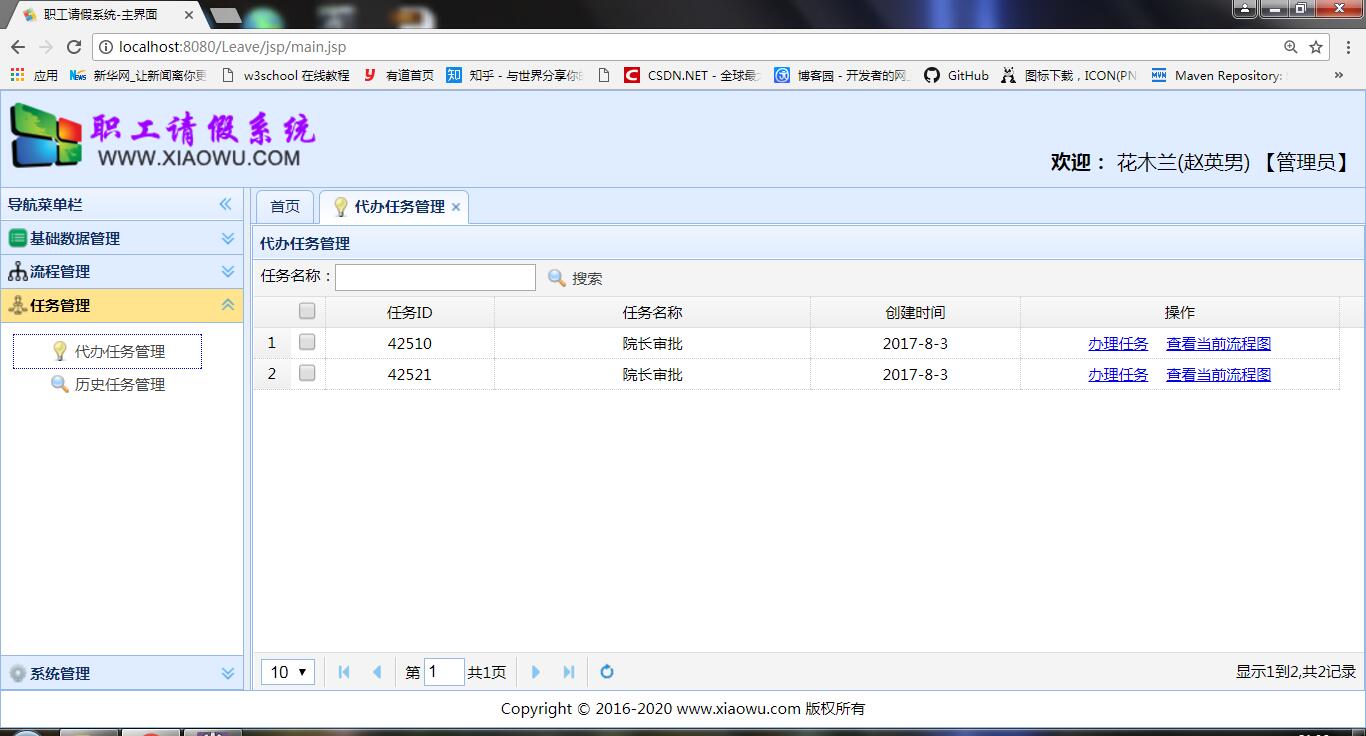 职工请假系统-主界面
localhost:8080/Leave/jsp/main.jsp
应用 新华网_让新闻离你更 w3school 在线教程 有道首页 知 知乎 - 与世界分享你 CSDN.NET - 全球最 博客园 - 开发者的网 GitHub 图标下载，ICON(PN Maven Repository:
职工请假系统
WWW.XIAOWU.COM
欢迎： 花木兰(赵英男) 【管理员】
导航菜单栏
基础数据管理
流程管理
任务管理
代办任务管理
历史任务管理
系统管理
首页 代办任务管理
代办任务管理
任务名称： 搜索
任务ID 任务名称 创建时间 操作
1 42510 院长审批 2017-8-3 办理任务 查看当前流程图
2 42521 院长审批 2017-8-3 办理任务 查看当前流程图
10 第 1 共1页 显示1到2,共2记录
Copyright © 2016-2020 www.xiaowu.com 版权所有